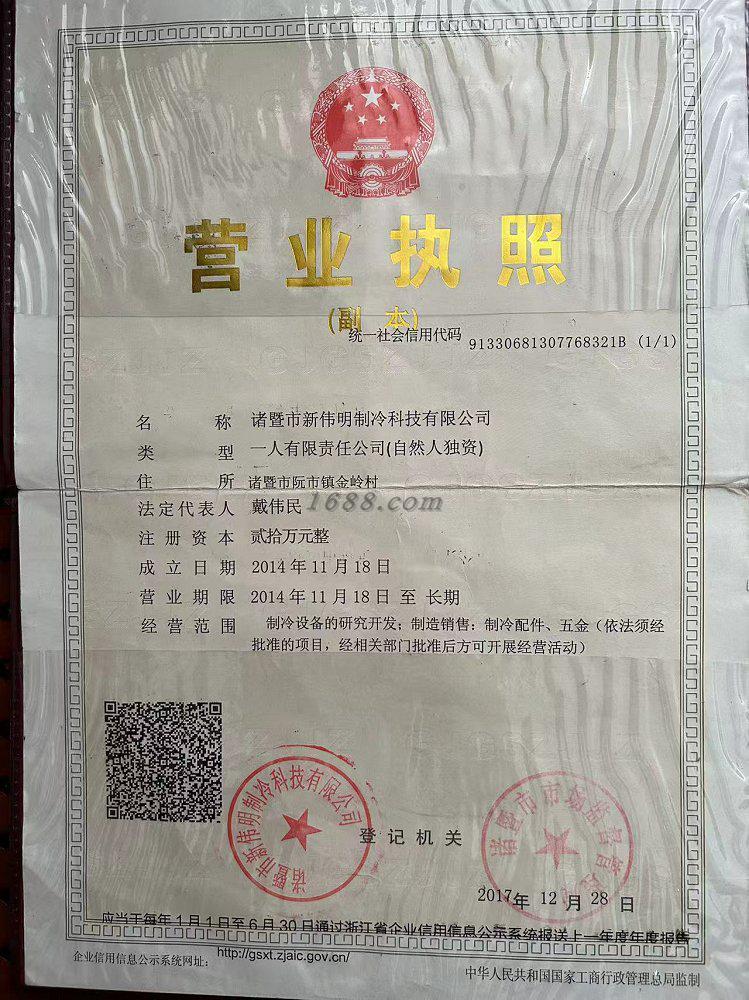 营业执照
(副本)
统一社会信用代码 91330681307768321B (1/1)
名称 诸暨市新伟明制冷科技有限公司
类型 一人有限责任公司(自然人独资)
住所 诸暨市阮市镇金岭村
法定代表人 戴伟民
1688.com
注册资本 贰拾万元整
成立日期 2014年11月18日
营业期限 2014年11月18日至长期
经营范围 制冷设备的研究开发；制造销售：制冷配件、五金（依法须经
批准的项目，经相关部门批准后方可开展经营活动）
诸暨市新伟明制冷科技有限公司
诸暨市市场监督管理局
登记机关
2017年12月28日
应当于每年1月1日至6月30日通过浙江省企业信用信息公示系统报送上一年度年度报告
企业信用信息公示系统网址： http://gsxt.zjaic.gov.cn/
中华人民共和国国家工商行政管理总局监制